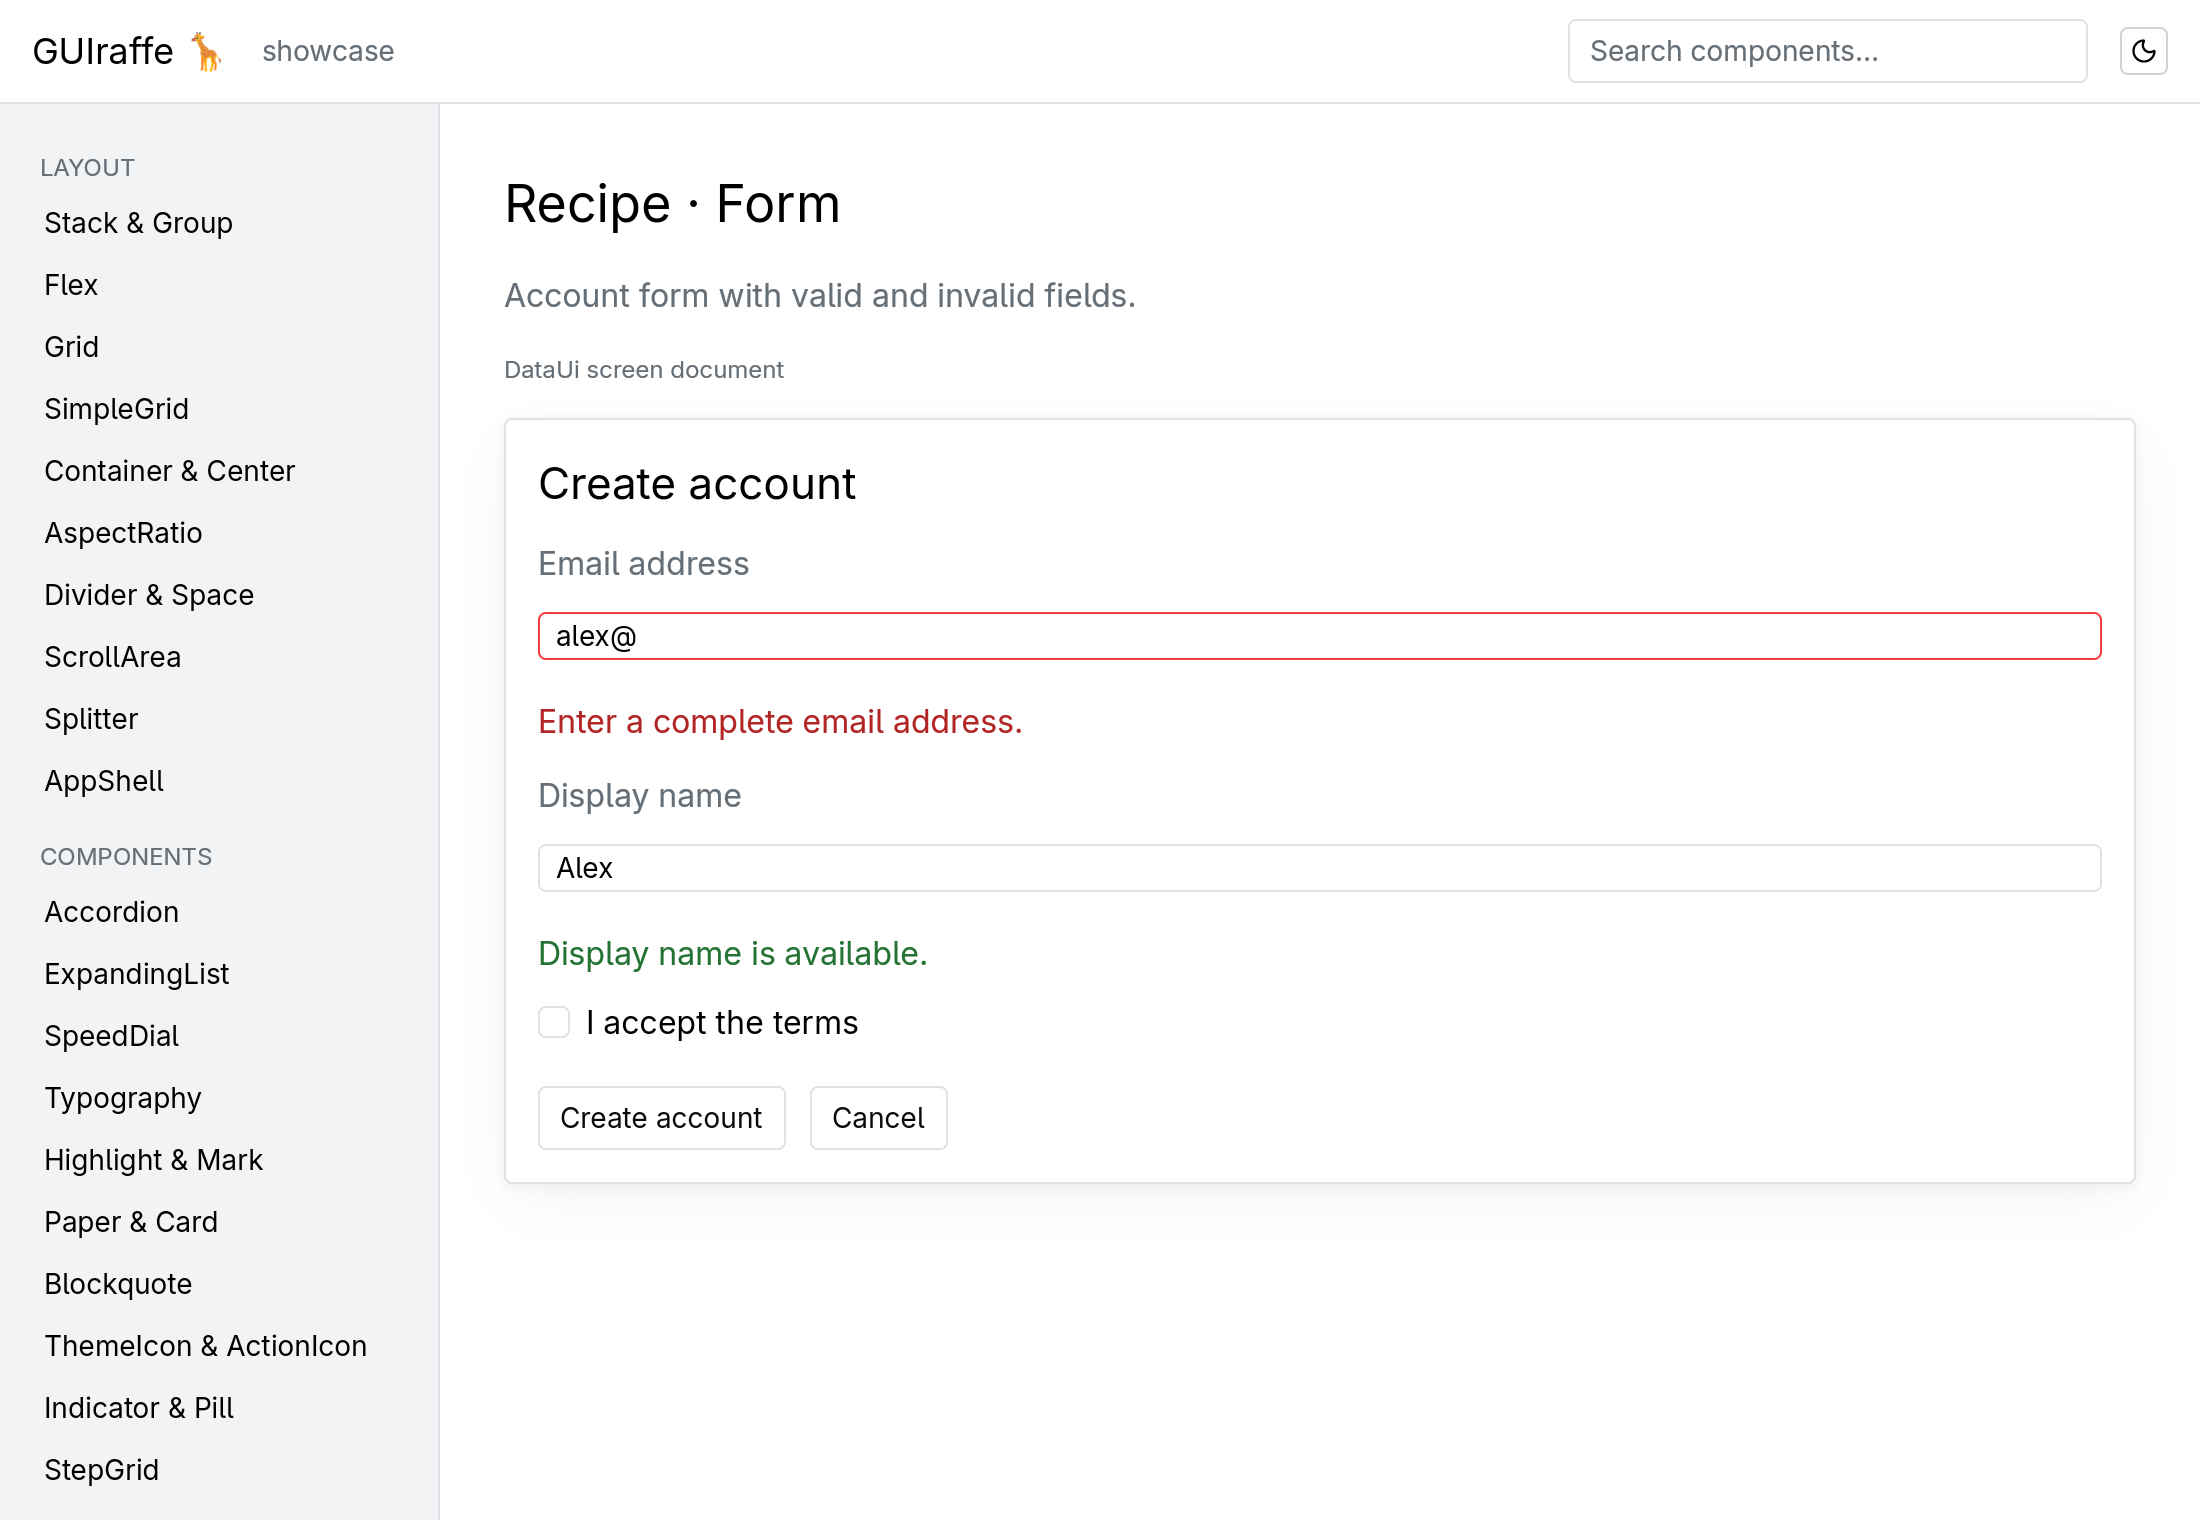 GUIraffe 🦒 showcase
Search components...
LAYOUT
Stack & Group
Flex
Grid
SimpleGrid
Container & Center
AspectRatio
Divider & Space
ScrollArea
Splitter
AppShell
COMPONENTS
Accordion
ExpandingList
SpeedDial
Typography
Highlight & Mark
Paper & Card
Blockquote
ThemeIcon & ActionIcon
Indicator & Pill
StepGrid
Recipe · Form
Account form with valid and invalid fields.
DataUi screen document
Create account
Email address
alex@
Enter a complete email address.
Display name
Alex
Display name is available.
I accept the terms
Create account
Cancel